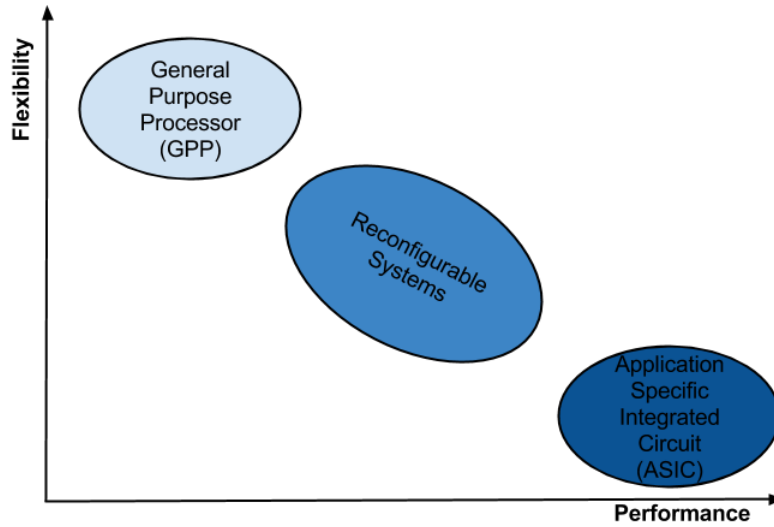 Flexibility
General
Purpose
Processor
(GPP)
Reconfigurable
Systems
Application
Specific
Integrated
Circuit
(ASIC)
Performance